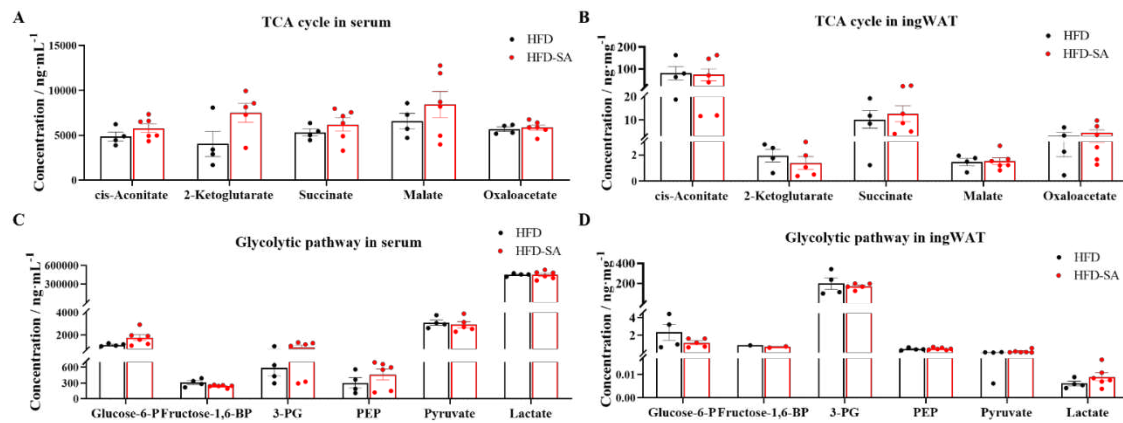 A
TCA cycle in serum
HFD
HFD-SA
Concentration / ng·mL⁻¹
15000
10000
5000
0
cis-Aconitate 2-Ketoglutarate Succinate Malate Oxaloacetate
B
TCA cycle in ingWAT
HFD
HFD-SA
Concentration / ng·mg⁻¹
200
100
20
10
2
0
cis-Aconitate 2-Ketoglutarate Succinate Malate Oxaloacetate
C
Glycolytic pathway in serum
HFD
HFD-SA
Concentration / ng·mL⁻¹
600000
300000
4000
2000
600
300
0
Glucose-6-P Fructose-1,6-BP 3-PG PEP Pyruvate Lactate
D
Glycolytic pathway in ingWAT
HFD
HFD-SA
Concentration / ng·mg⁻¹
400
200
4
2
0.01
0.00
Glucose-6-P Fructose-1,6-BP 3-PG PEP Pyruvate Lactate